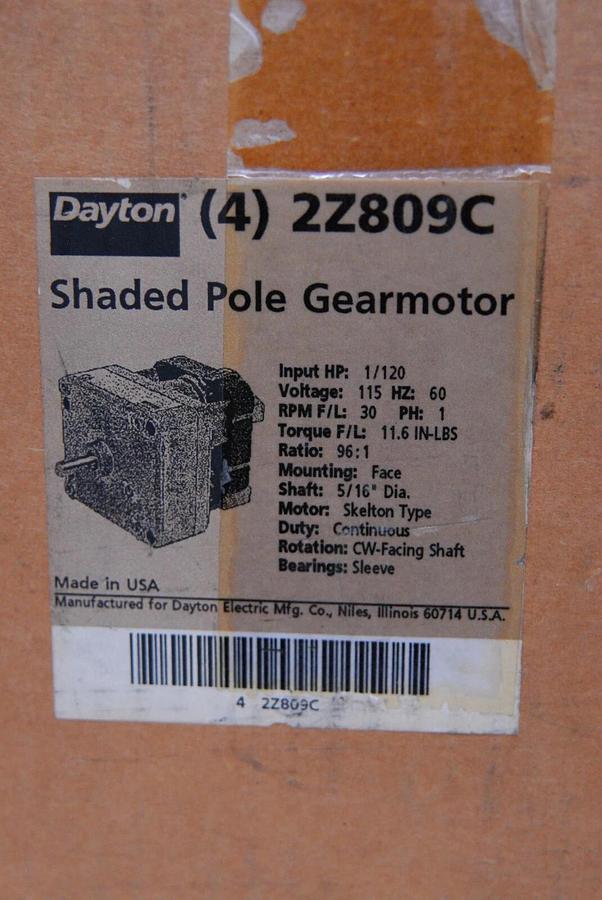 Dayton® (4) 2Z809C
Shaded Pole Gearmotor
Input HP: 1/120
Voltage: 115 HZ: 60
RPM F/L: 30 PH: 1
Torque F/L: 11.6 IN-LBS
Ratio: 96:1
Mounting: Face
Shaft: 5/16" Dia.
Motor: Skelton Type
Duty: Continuous
Rotation: CW-Facing Shaft
Bearings: Sleeve
Made in USA
Manufactured for Dayton Electric Mfg. Co., Niles, Illinois 60714 U.S.A.
4 2Z809C